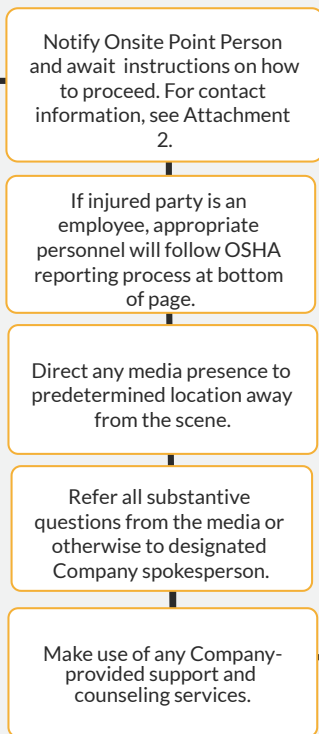 Notify Onsite Point Person
and await instructions on how
to proceed. For contact
information, see Attachment
2.
If injured party is an
employee, appropriate
personnel will follow OSHA
reporting process at bottom
of page.
Direct any media presence to
predetermined location away
from the scene.
Refer all substantive
questions from the media or
otherwise to designated
Company spokesperson.
Make use of any Company-
provided support and
counseling services.